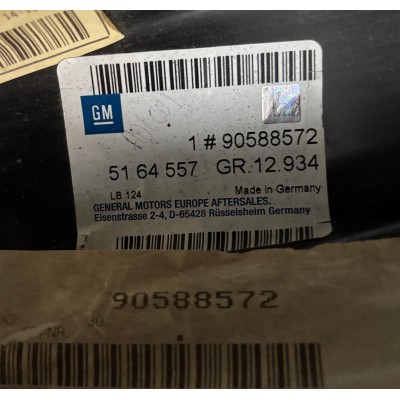 GM
1 # 90588572
51 64 557 GR.12.934
LB 124 Made in Germany
GENERAL MOTORS EUROPE AFTERSALES.
Eisenstrasse 2-4, D-65428 Rüsselsheim Germany
90588572